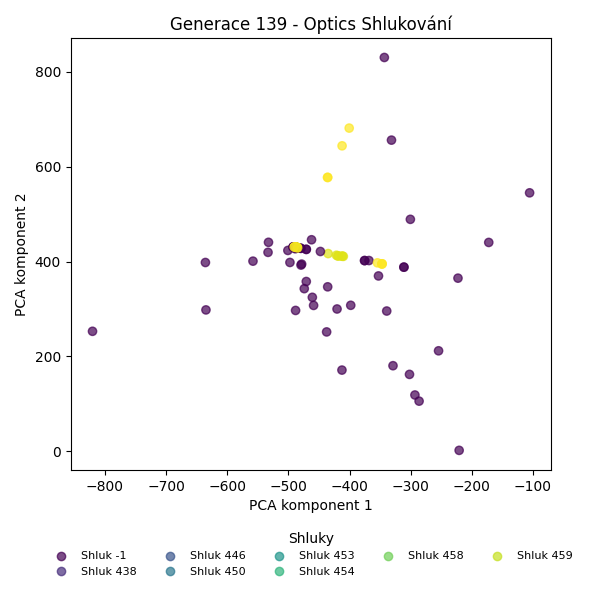 Generace 139 - Optics Shlukování
PCA komponent 2
800
600
400
200
0
−800 −700 −600 −500 −400 −300 −200 −100
PCA komponent 1
Shluky
Shluk -1 Shluk 446 Shluk 453 Shluk 458 Shluk 459
Shluk 438 Shluk 450 Shluk 454